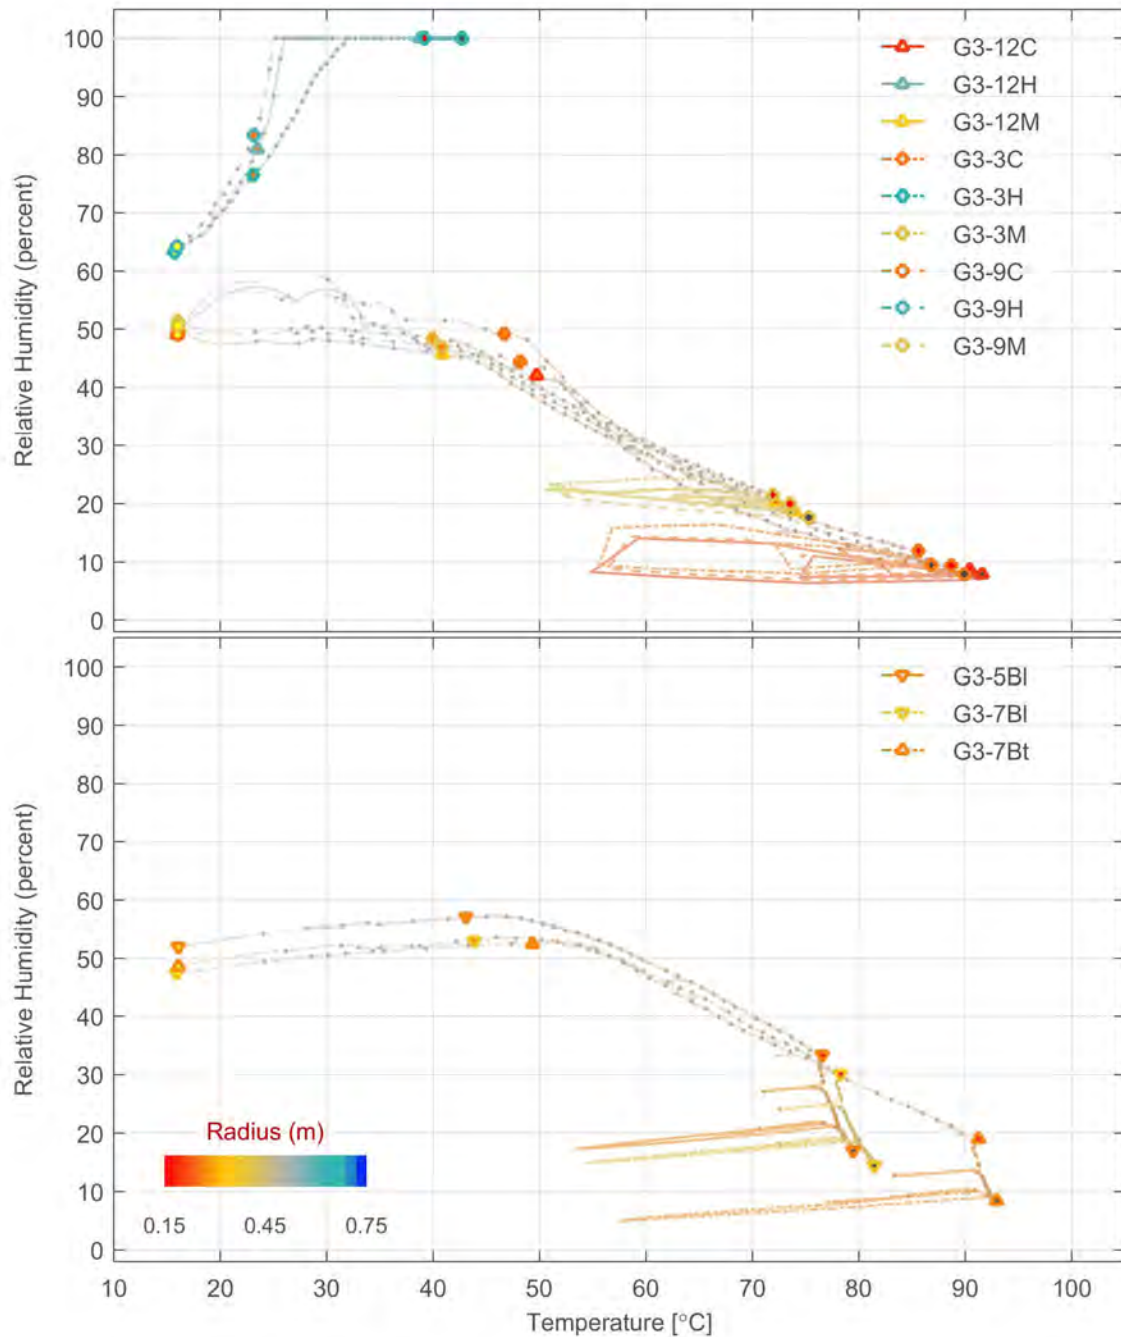 100
90
80
70
60
50
40
30
20
10
0
Relative Humidity (percent)
G3-12C
G3-12H
G3-12M
G3-3C
G3-3H
G3-3M
G3-9C
G3-9H
G3-9M
100
90
80
70
60
50
40
30
20
10
0
Relative Humidity (percent)
G3-5Bl
G3-7Bl
G3-7Bt
Radius (m)
0.15 0.45 0.75
10 20 30 40 50 60 70 80 90 100
Temperature [°C]